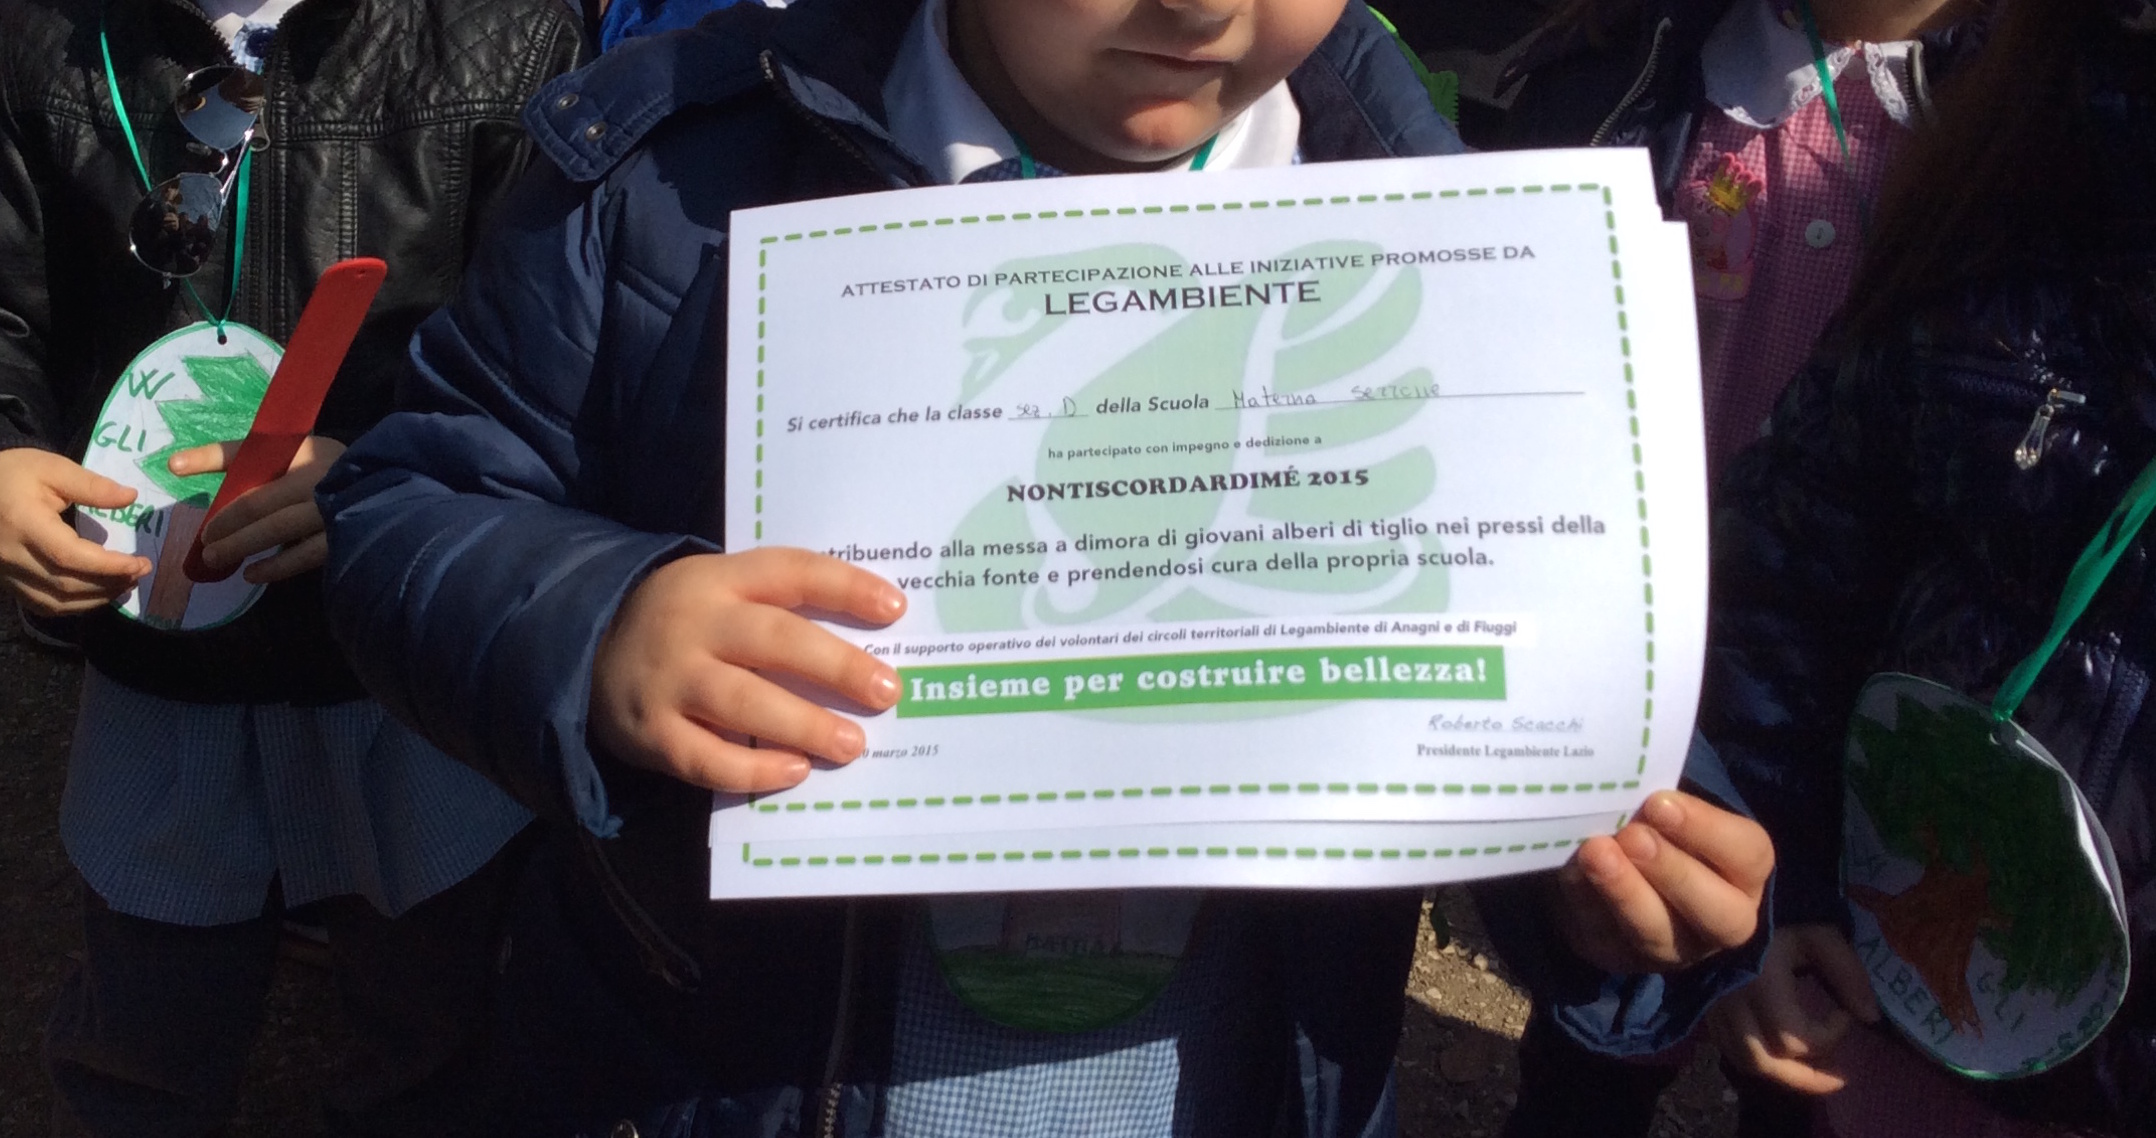 ATTESTATO DI PARTECIPAZIONE ALLE INIZIATIVE PROMOSSE DA
LEGAMBIENTE
Si certifica che la classe sez. D della Scuola Materna Serrone
ha partecipato con impegno e dedizione a
NONTISCORDARDIMÉ 2015
tribuendo alla messa a dimora di giovani alberi di tiglio nei pressi della
vecchia fonte e prendendosi cura della propria scuola.
Con il supporto operativo dei volontari dei circoli territoriali di Legambiente di Anagni e di Fiuggi
Insieme per costruire bellezza!
Roberto Scacchi
0 marzo 2015 Presidente Legambiente Lazio
W
GLI
ALBERI
W
GLI
ALBERI